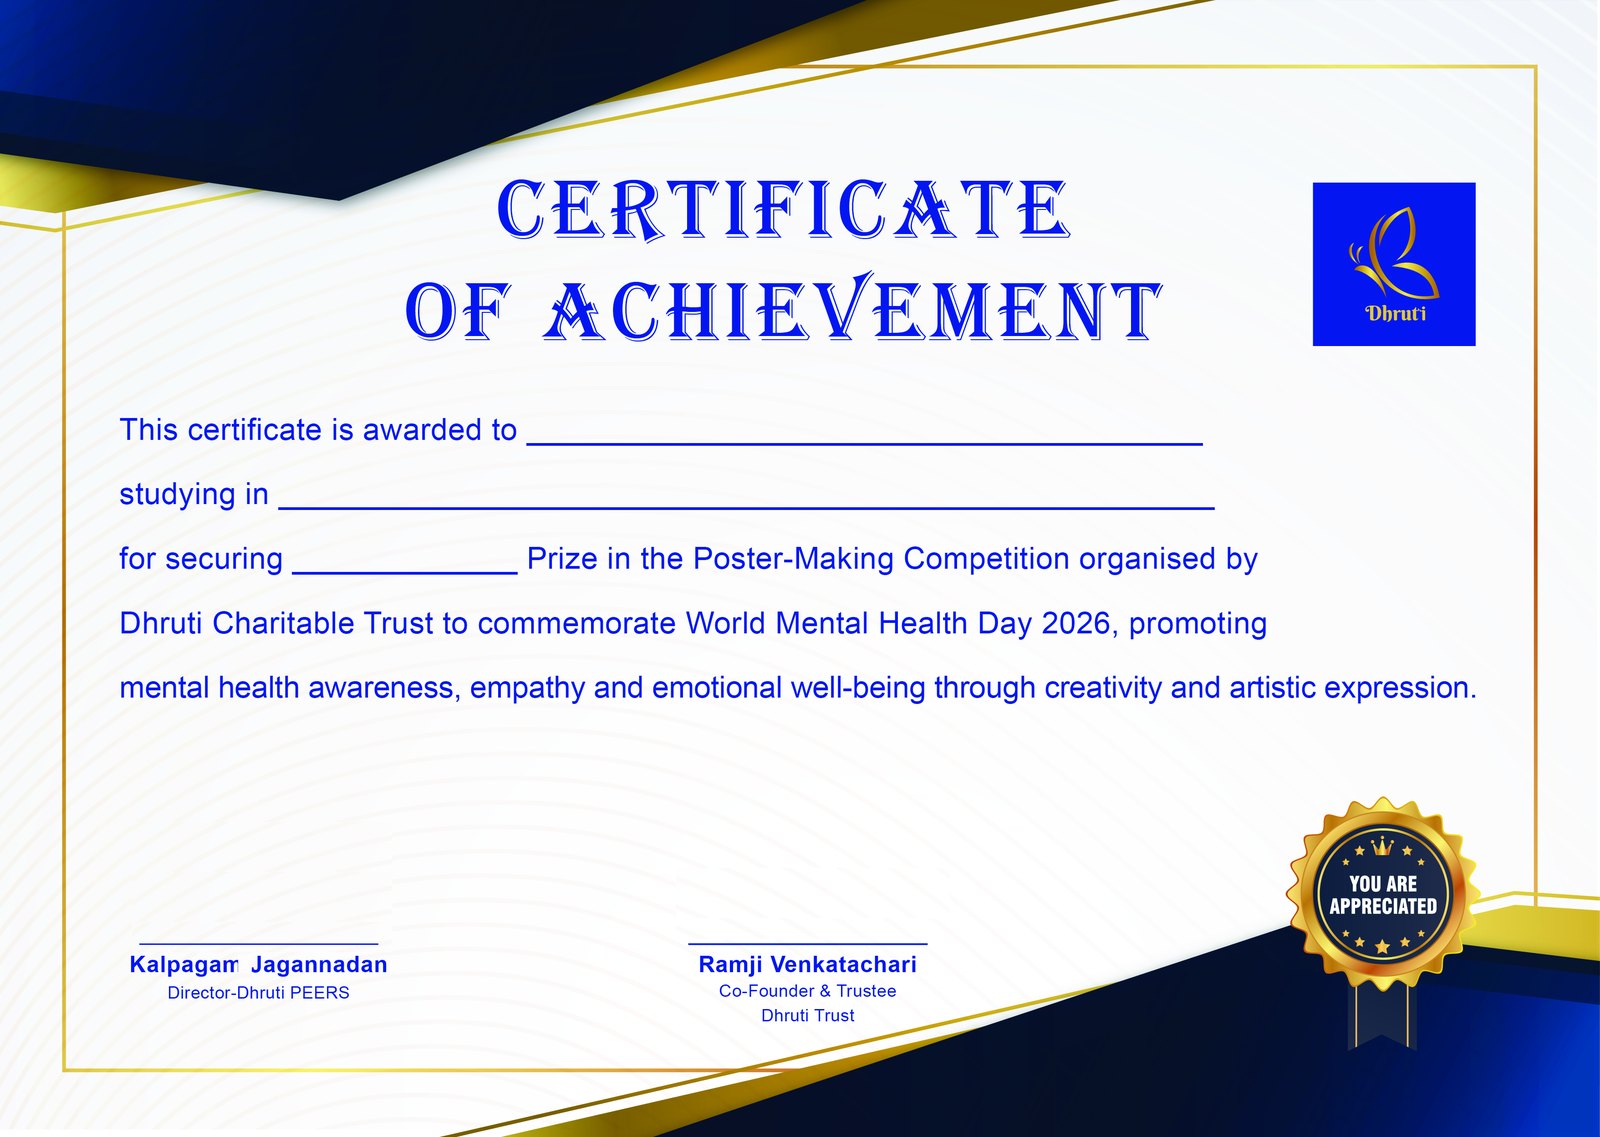 CERTIFICATE
OF ACHIEVEMENT
Dhruti
This certificate is awarded to
studying in
for securing Prize in the Poster-Making Competition organised by
Dhruti Charitable Trust to commemorate World Mental Health Day 2026, promoting
mental health awareness, empathy and emotional well-being through creativity and artistic expression.
YOU ARE
APPRECIATED
Kalpagam Jagannadan
Director-Dhruti PEERS
Ramji Venkatachari
Co-Founder & Trustee
Dhruti Trust